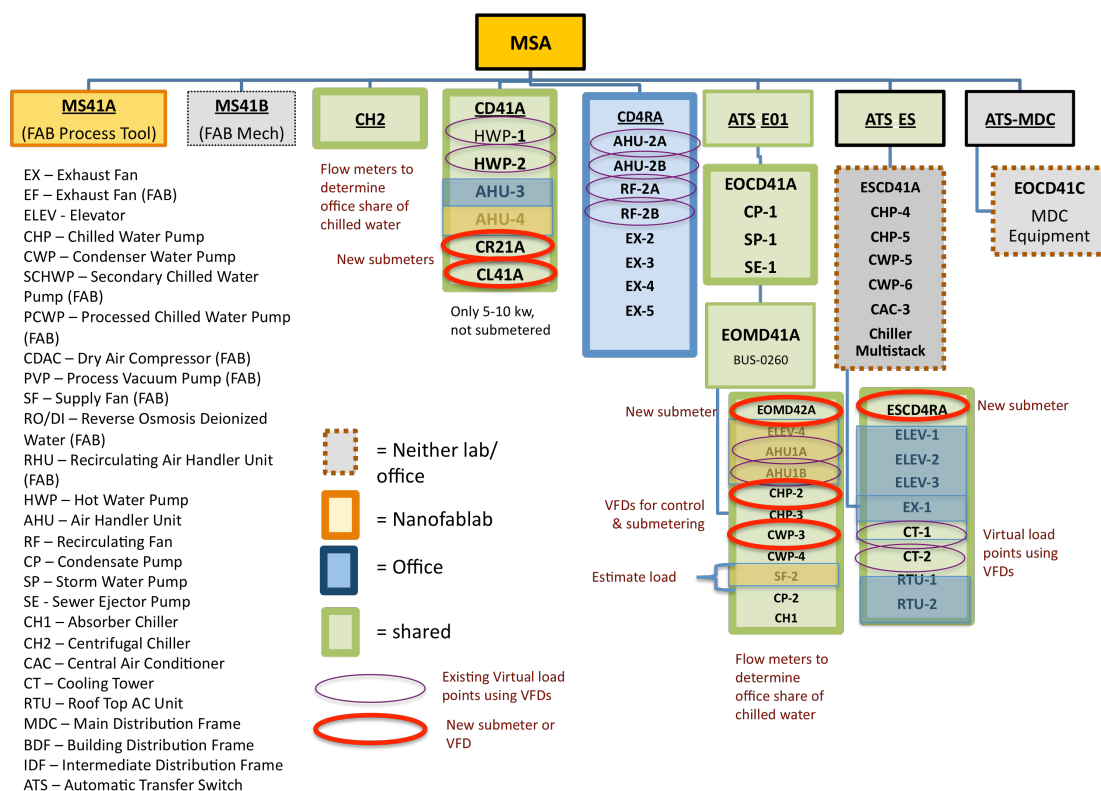 MSA
MS41A
(FAB Process Tool)
MS41B
(FAB Mech)
CH2
Flow meters to
determine
office share of
chilled water
New submeters
CD41A
HWP-1
HWP-2
AHU-3
AHU-4
CR21A
CL41A
Only 5-10 kw,
not submetered
CD4RA
AHU-2A
AHU-2B
RF-2A
RF-2B
EX-2
EX-3
EX-4
EX-5
ATS E01
EOCD41A
CP-1
SP-1
SE-1
EOMD41A
BUS-0260
New submeter
EOMD42A
ELEV-4
AHU1A
AHU1B
CHP-2
VFDs for control
& submetering
CHP-3
CWP-3
CWP-4
Estimate load
SF-2
CP-2
CH1
Flow meters to
determine
office share of
chilled water
ATS ES
ESCD41A
CHP-4
CHP-5
CWP-5
CWP-6
CAC-3
Chiller
Multistack
ESCD4RA
New submeter
ELEV-1
ELEV-2
ELEV-3
EX-1
CT-1
CT-2
Virtual load
points using
VFDs
RTU-1
RTU-2
ATS-MDC
EOCD41C
MDC
Equipment
EX – Exhaust Fan
EF – Exhaust Fan (FAB)
ELEV - Elevator
CHP – Chilled Water Pump
CWP – Condenser Water Pump
SCHWP – Secondary Chilled Water
Pump (FAB)
PCWP – Processed Chilled Water Pump
(FAB)
CDAC – Dry Air Compressor (FAB)
PVP – Process Vacuum Pump (FAB)
SF – Supply Fan (FAB)
RO/DI – Reverse Osmosis Deionized
Water (FAB)
RHU – Recirculating Air Handler Unit
(FAB)
HWP – Hot Water Pump
AHU – Air Handler Unit
RF – Recirculating Fan
CP – Condensate Pump
SP – Storm Water Pump
SE - Sewer Ejector Pump
CH1 – Absorber Chiller
CH2 – Centrifugal Chiller
CAC – Central Air Conditioner
CT – Cooling Tower
RTU – Roof Top AC Unit
MDC – Main Distribution Frame
BDF – Building Distribution Frame
IDF – Intermediate Distribution Frame
ATS – Automatic Transfer Switch
= Neither lab/
office
= Nanofablab
= Office
= shared
Existing Virtual load
points using VFDs
New submeter or
VFD